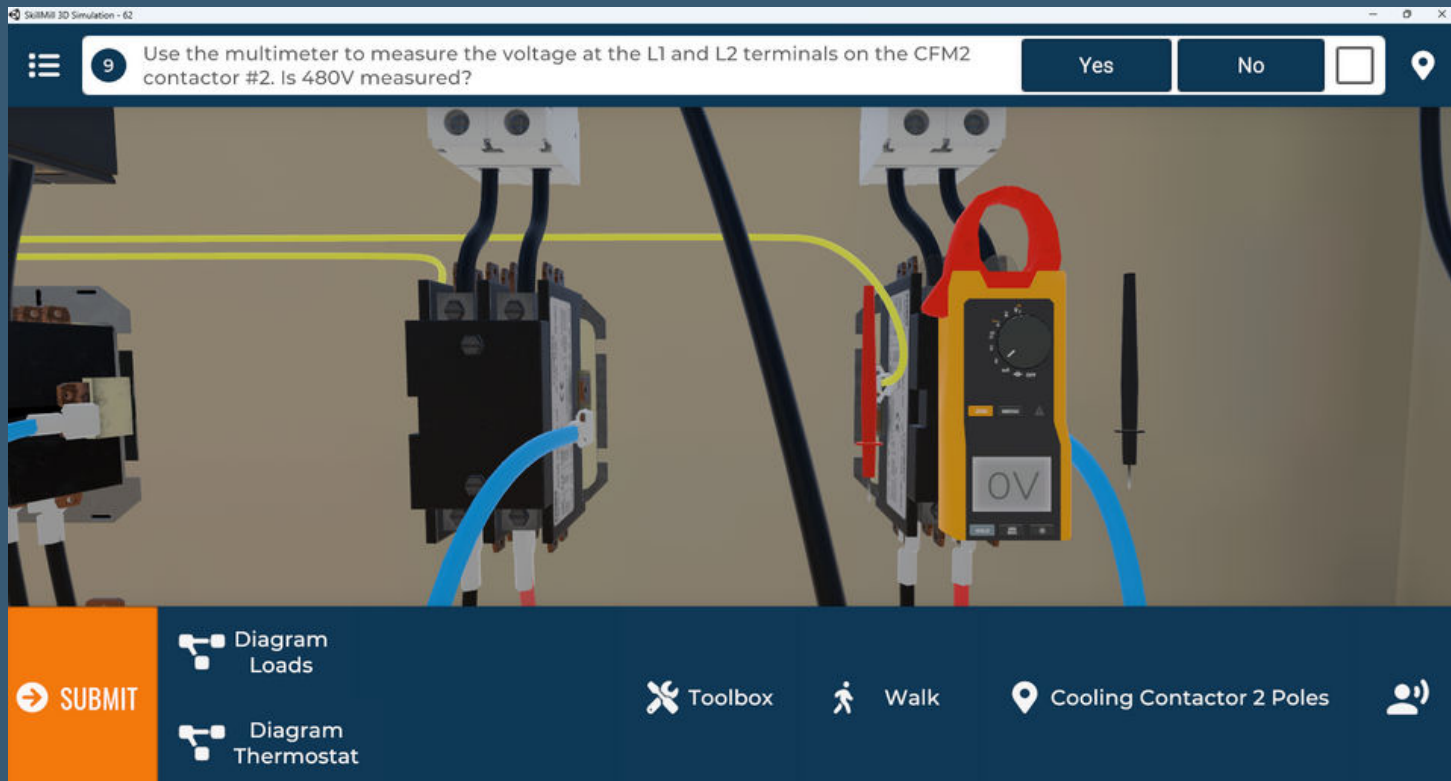 SkillMill 3D Simulation - 62
9
Use the multimeter to measure the voltage at the L1 and L2 terminals on the CFM2
contactor #2. Is 480V measured?
Yes
No
0V
SUBMIT
Diagram
Loads
Diagram
Thermostat
Toolbox
Walk
Cooling Contactor 2 Poles